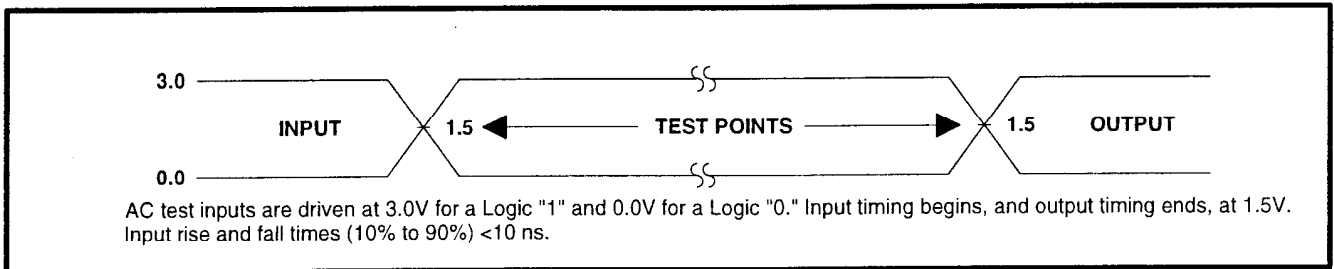 3.0
INPUT 1.5 TEST POINTS 1.5 OUTPUT
0.0
AC test inputs are driven at 3.0V for a Logic "1" and 0.0V for a Logic "0." Input timing begins, and output timing ends, at 1.5V.
Input rise and fall times (10% to 90%) <10 ns.